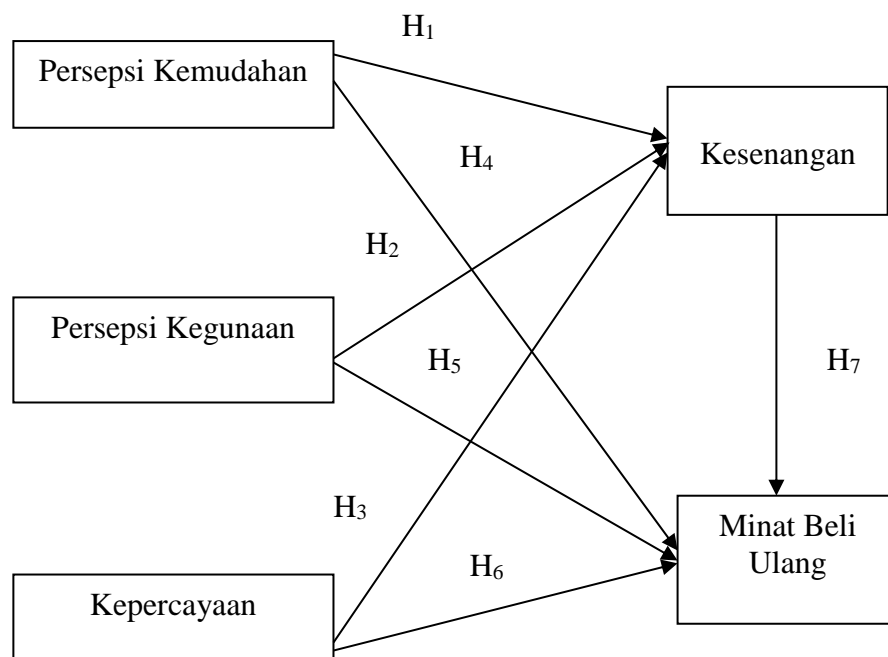 H₁
Persepsi Kemudahan
Kesenangan
H₄
H₂
Persepsi Kegunaan
H₅
H₇
H₃
Minat Beli
Ulang
H₆
Kepercayaan